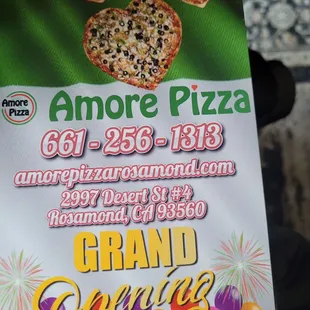 Amore
Pizza
Amore Pizza
661 - 256 - 1313
amorepizzarosamond.com
2997 Desert St #4
Rosamond, CA 93560
GRAND
Opening